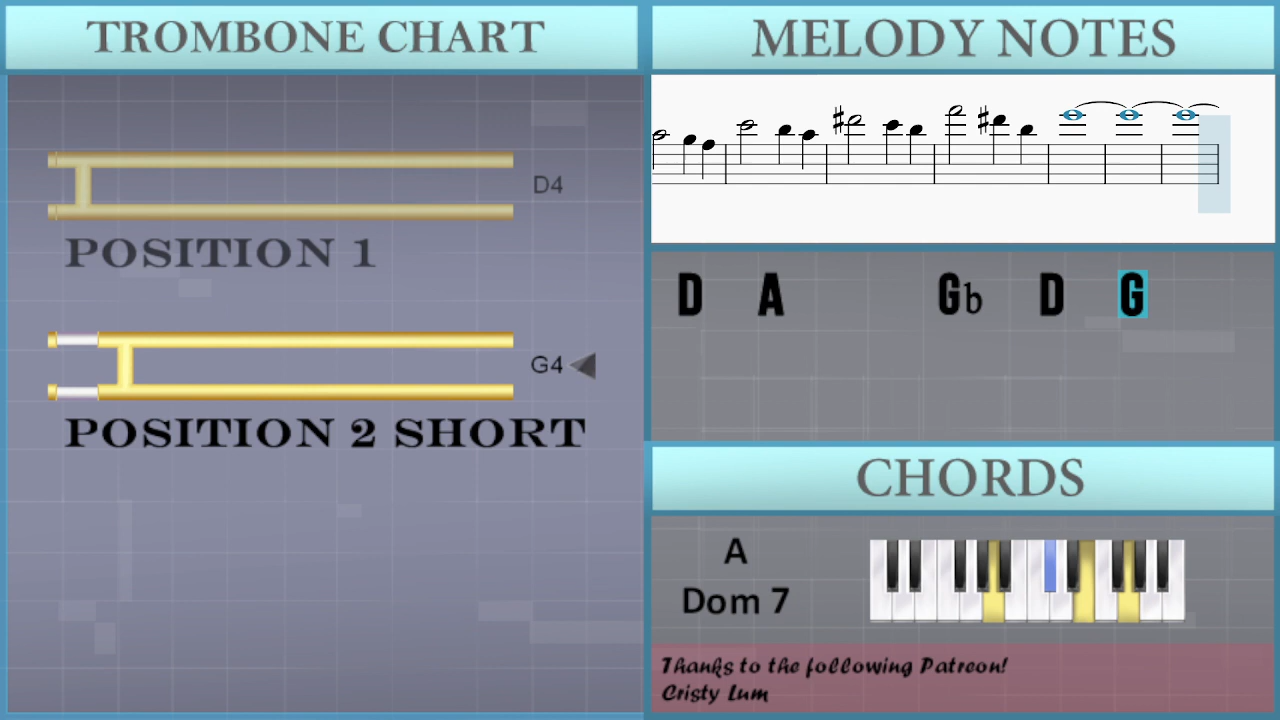 TROMBONE CHART
D4
POSITION 1
G4
POSITION 2 SHORT
MELODY NOTES
D A Gb D G
CHORDS
A
Dom 7
Thanks to the following Patreon!
Cristy Lum